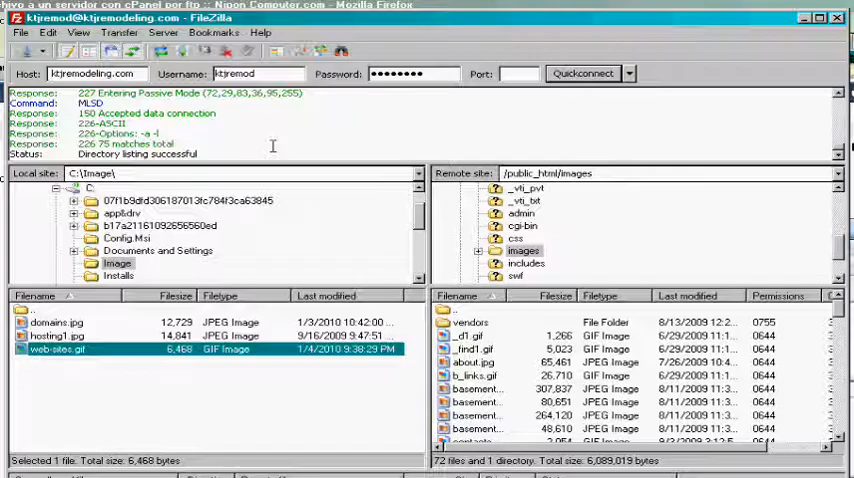 hivo a un servidor con cPanel por ftp :: Nipon Computer.com - Mozilla Firefox
ktjremod@ktjremodeling.com - FileZilla
File Edit View Transfer Server Bookmarks Help
Host: ktjremodeling.com Username: ktjremod Password: ●●●●●●●● Port: Quickconnect
Response: 227 Entering Passive Mode (72,29,83,36,95,255)
Command: MLSD
Response: 150 Accepted data connection
Response: 226-ASCII
Response: 226-Options: -a -l
Response: 226 75 matches total
Status: Directory listing successful
Local site: C:\Image\
C:
07f1b9dfd306187013fc784f3ca63845
app&drv
b17a21161092656560ed
Config.Msi
Documents and Settings
Image
Installs
Remote site: /public_html/images
_vti_pvt
_vti_txt
admin
cgi-bin
css
images
includes
swf
Filename Filesize Filetype Last modified
..
domains.jpg 12,729 JPEG Image 1/3/2010 10:42:00 ...
hosting1.jpg 14,841 JPEG Image 9/16/2009 9:47:51 ...
web-sites.gif 6,468 GIF Image 1/4/2010 9:38:29 PM
Selected 1 file. Total size: 6,468 bytes
Filename Filesize Filetype Last modified Permissions
..
vendors File Folder 8/13/2009 12:2... 0755
_d1.gif 1,266 GIF Image 8/3/2009 11:3... 0644
_find1.gif 5,023 GIF Image 8/3/2009 11:3... 0644
about.jpg 65,461 JPEG Image 7/26/2009 10:4... 0644
b_links.gif 26,710 GIF Image 8/3/2009 11:3... 0644
basement... 307,837 JPEG Image 8/11/2009 3:1... 0644
basement... 80,651 JPEG Image 8/11/2009 3:1... 0644
basement... 264,120 JPEG Image 8/11/2009 3:1... 0644
basement... 48,610 JPEG Image 8/11/2009 3:1... 0644
72 files and 1 directory. Total size: 6,089,019 bytes